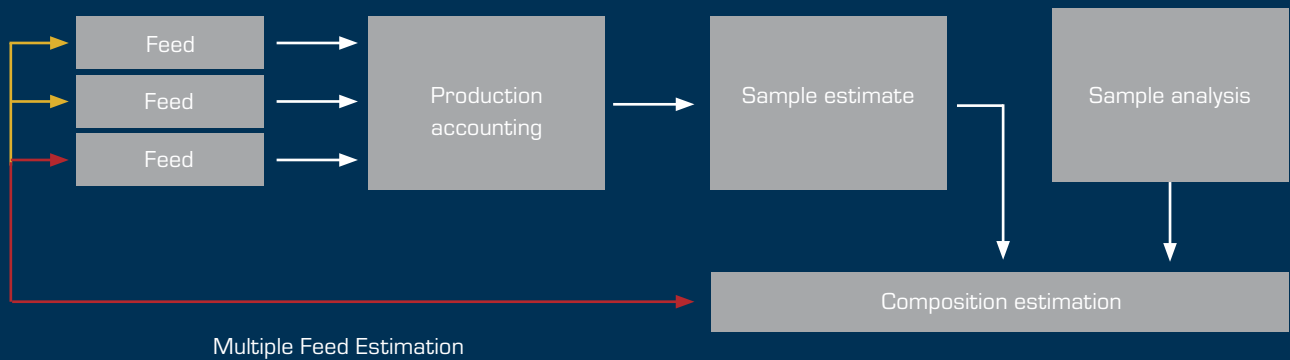 Feed
Feed
Feed
Production
accounting
Sample estimate
Sample analysis
Composition estimation
Multiple Feed Estimation